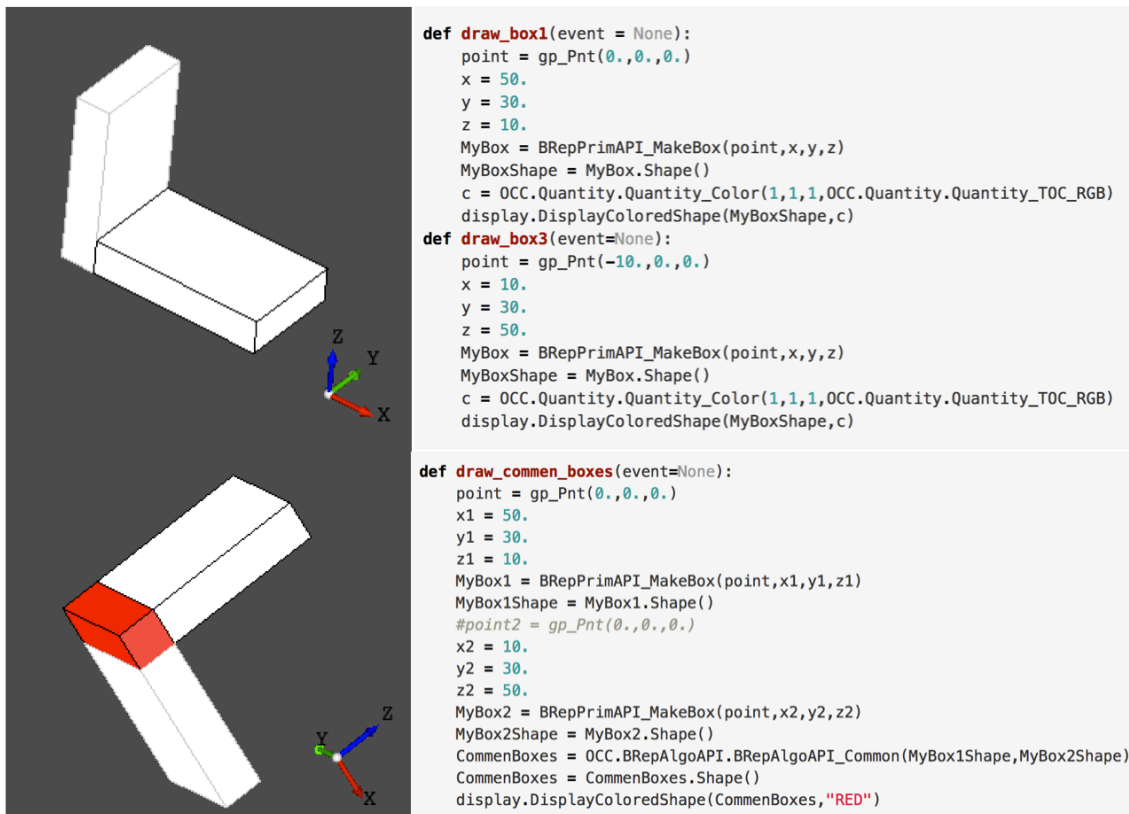 def draw_box1(event = None):
    point = gp_Pnt(0.,0.,0.)
    x = 50.
    y = 30.
    z = 10.
    MyBox = BRepPrimAPI_MakeBox(point,x,y,z)
    MyBoxShape = MyBox.Shape()
    c = OCC.Quantity.Quantity_Color(1,1,1,OCC.Quantity.Quantity_TOC_RGB)
    display.DisplayColoredShape(MyBoxShape,c)
def draw_box3(event=None):
    point = gp_Pnt(-10.,0.,0.)
    x = 10.
    y = 30.
    z = 50.
    MyBox = BRepPrimAPI_MakeBox(point,x,y,z)
    MyBoxShape = MyBox.Shape()
    c = OCC.Quantity.Quantity_Color(1,1,1,OCC.Quantity.Quantity_TOC_RGB)
    display.DisplayColoredShape(MyBoxShape,c)
Z
Y
X
def draw_commen_boxes(event=None):
    point = gp_Pnt(0.,0.,0.)
    x1 = 50.
    y1 = 30.
    z1 = 10.
    MyBox1 = BRepPrimAPI_MakeBox(point,x1,y1,z1)
    MyBox1Shape = MyBox1.Shape()
    #point2 = gp_Pnt(0.,0.,0.)
    x2 = 10.
    y2 = 30.
    z2 = 50.
    MyBox2 = BRepPrimAPI_MakeBox(point,x2,y2,z2)
    MyBox2Shape = MyBox2.Shape()
    CommenBoxes = OCC.BRepAlgoAPI.BRepAlgoAPI_Common(MyBox1Shape,MyBox2Shape)
    CommenBoxes = CommenBoxes.Shape()
    display.DisplayColoredShape(CommenBoxes,"RED")
Z
Y
X